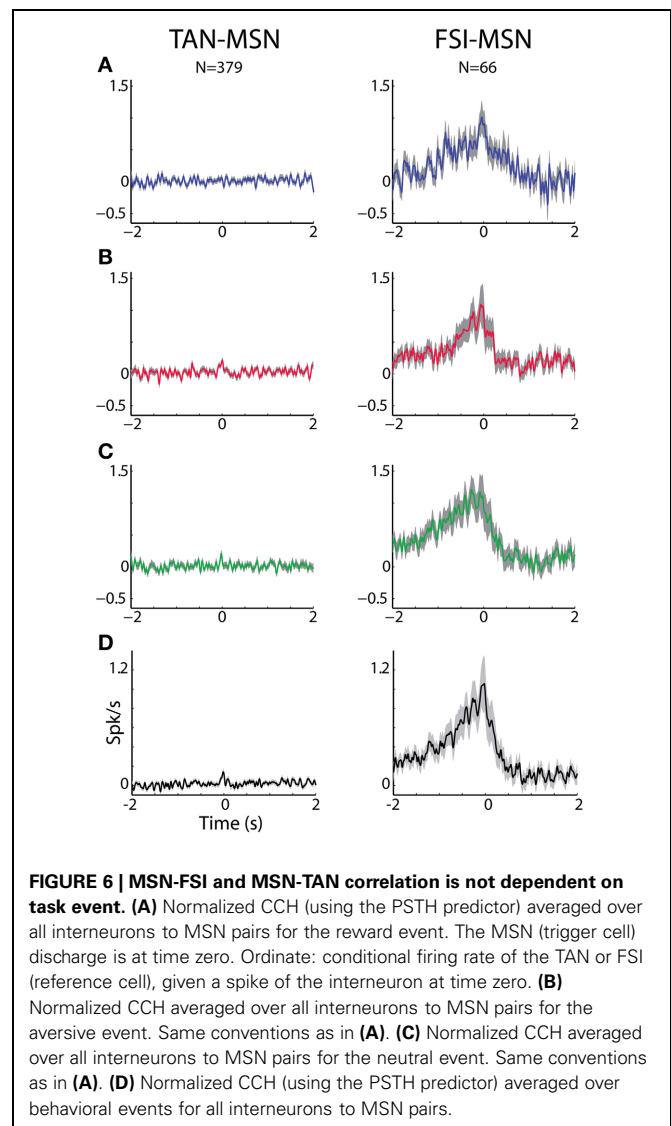 TAN-MSN FSI-MSN
N=379 N=66
A
1.5 1.5
0 0
−0.5 −0.5
-2 0 2 -2 0 2
B
1.5 1.5
0 0
−0.5 −0.5
-2 0 2 -2 0 2
C
1.5 1.5
0 0
−0.5 −0.5
-2 0 2 -2 0 2
D
1.2 1.2
Spk/s
0 0
-2 0 2 -2 0 2
Time (s)
FIGURE 6 | MSN-FSI and MSN-TAN correlation is not dependent on
task event. (A) Normalized CCH (using the PSTH predictor) averaged over
all interneurons to MSN pairs for the reward event. The MSN (trigger cell)
discharge is at time zero. Ordinate: conditional firing rate of the TAN or FSI
(reference cell), given a spike of the interneuron at time zero. (B)
Normalized CCH averaged over all interneurons to MSN pairs for the
aversive event. Same conventions as in (A). (C) Normalized CCH averaged
over all interneurons to MSN pairs for the neutral event. Same conventions
as in (A). (D) Normalized CCH (using the PSTH predictor) averaged over
behavioral events for all interneurons to MSN pairs.